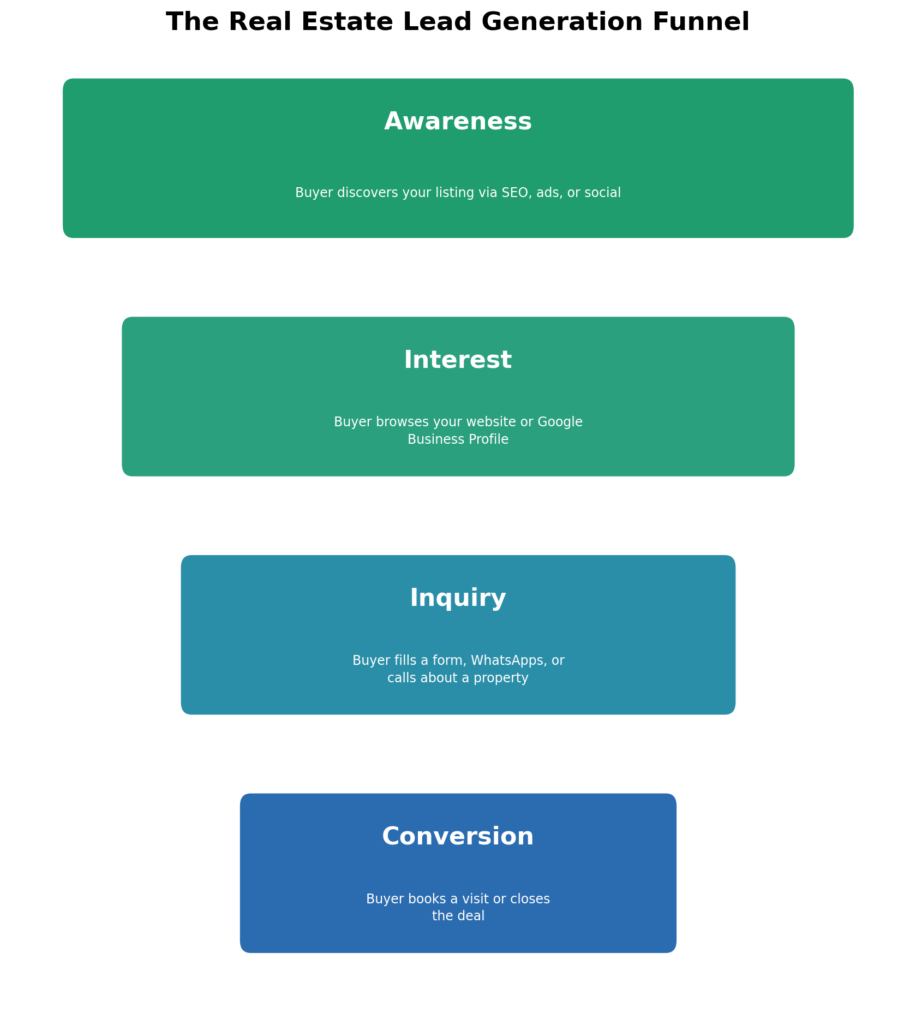 The Real Estate Lead Generation Funnel
Awareness
Buyer discovers your listing via SEO, ads, or social
Interest
Buyer browses your website or Google
Business Profile
Inquiry
Buyer fills a form, WhatsApps, or
calls about a property
Conversion
Buyer books a visit or closes
the deal